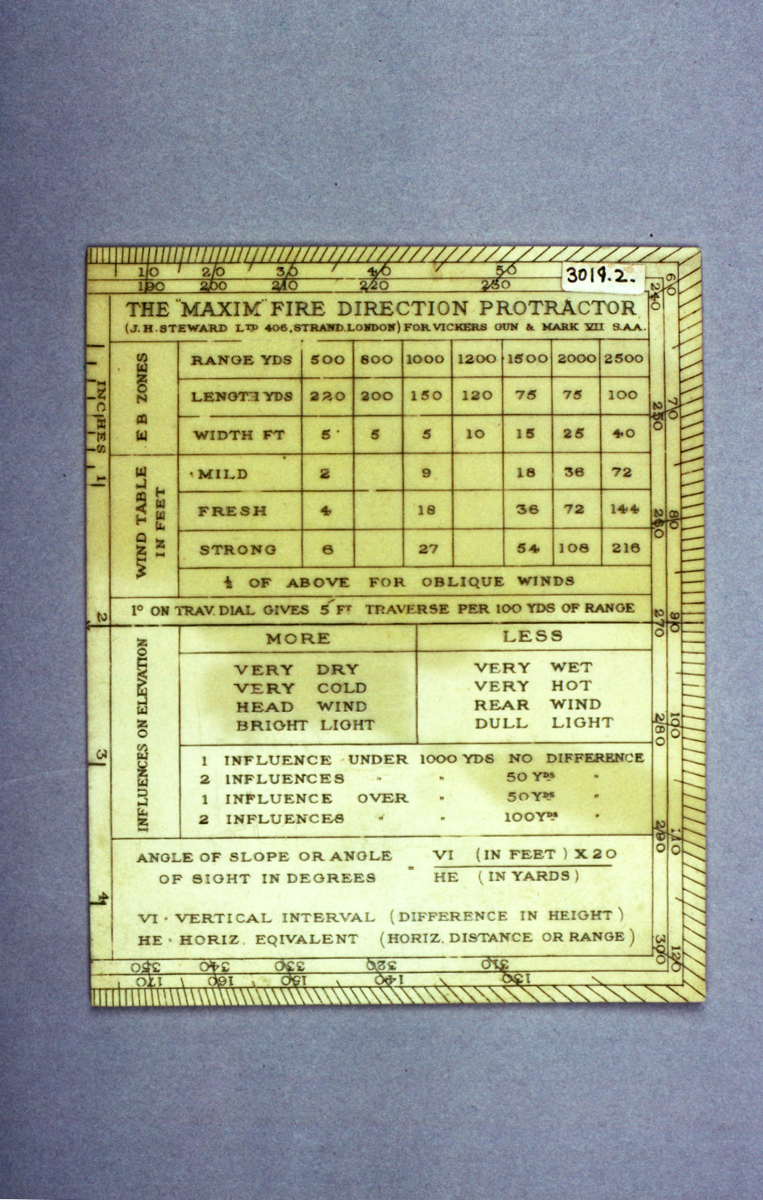 10 20 30 40 50 60
190 200 210 220 230 240
3019.2.
THE "MAXIM" FIRE DIRECTION PROTRACTOR
(J.H. STEWARD LTD 406, STRAND. LONDON) FOR VICKERS GUN & MARK VII S.A.A.
E B ZONES
RANGE YDS 500 800 1000 1200 1500 2000 2500
LENGTH YDS 220 200 150 120 75 75 100
WIDTH FT 5 5 5 10 15 25 40
WIND TABLE
IN FEET
MILD 2 9 18 36 72
FRESH 4 18 36 72 144
STRONG 6 27 54 108 216
½ OF ABOVE FOR OBLIQUE WINDS
1° ON TRAV. DIAL GIVES 5 FT TRAVERSE PER 100 YDS OF RANGE
INFLUENCES ON ELEVATION
MORE LESS
VERY DRY VERY WET
VERY COLD VERY HOT
HEAD WIND REAR WIND
BRIGHT LIGHT DULL LIGHT
1 INFLUENCE UNDER 1000 YDS NO DIFFERENCE
2 INFLUENCES " " 50 YDS "
1 INFLUENCE OVER " 50 YDS "
2 INFLUENCES " " 100 YDS "
ANGLE OF SLOPE OR ANGLE
OF SIGHT IN DEGREES = VI (IN FEET) X 20
HE (IN YARDS)
VI · VERTICAL INTERVAL (DIFFERENCE IN HEIGHT)
HE · HORIZ. EQIVALENT (HORIZ. DISTANCE OR RANGE)
INCHES
1
2
3
4
70 80 90 100 110 120
250 260 270 280 290 300
350 340 330 320 310
170 160 150 140 130